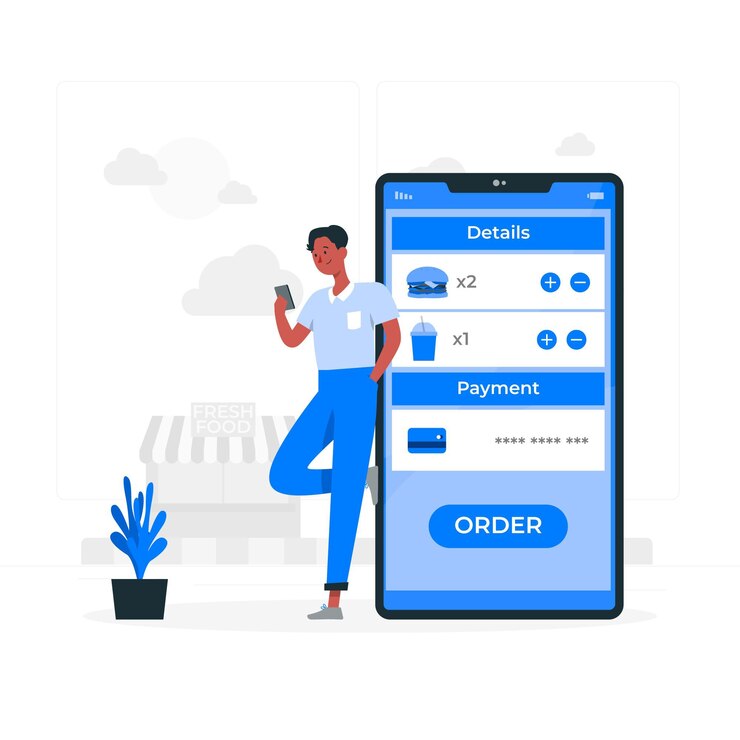 FRESH
FOOD
Details
x2
x1
Payment
**** **** ***
ORDER